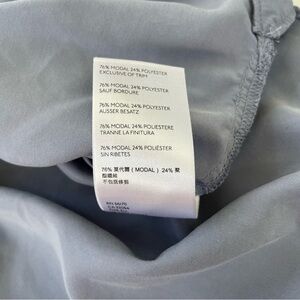 76% MODAL 24% POLYESTER
EXCLUSIVE OF TRIM
76% MODAL 24% POLYESTER
SAUF BORDURE
76% MODAL 24% POLYESTER
AUSSER BESATZ
76% MODAL 24% POLIESTERE
TRANNE LA FINITURA
76% MODAL 24% POLIÉSTER
SIN RIBETES
76% 莫代爾 ( MODAL ) 24% 聚
酯纖維
不包括修剪